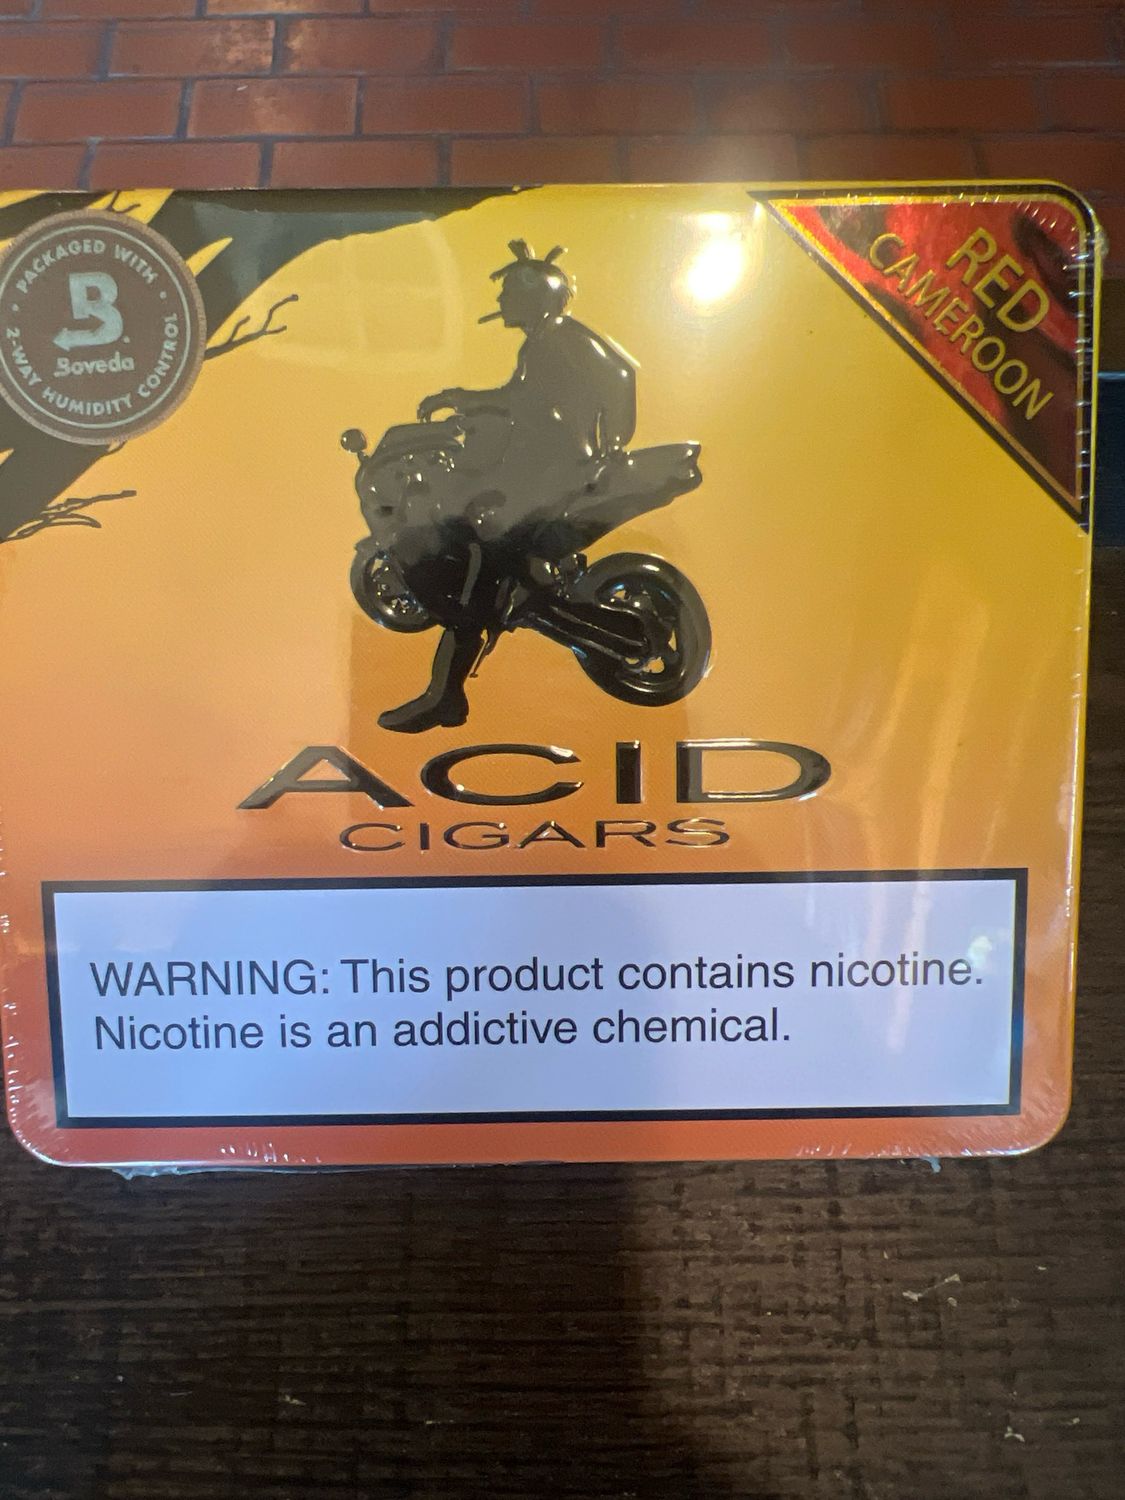 PACKAGED WITH
B
Boveda
2-WAY HUMIDITY CONTROL
RED
CAMEROON
ACID
CIGARS
WARNING: This product contains nicotine.
Nicotine is an addictive chemical.